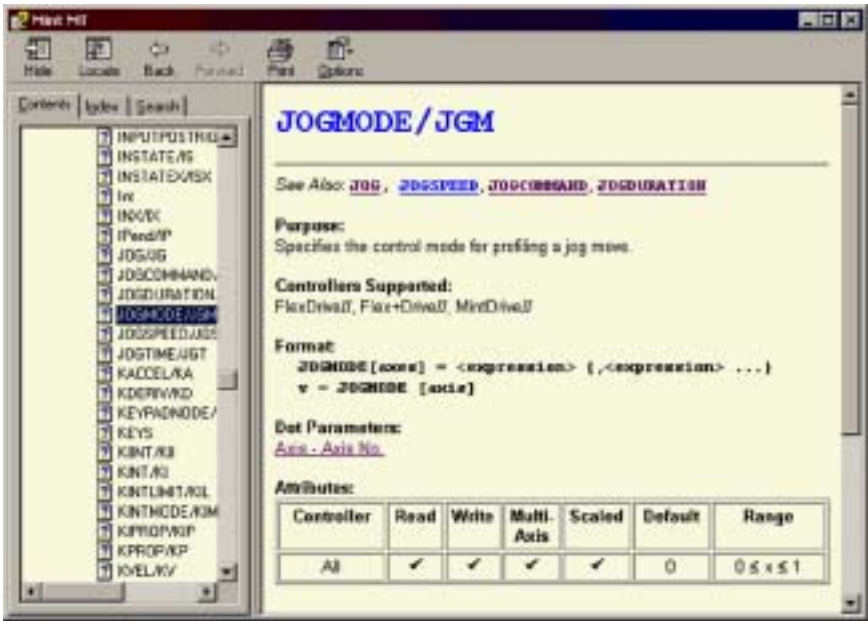 Mint MIT
Hide Locate Back Forward Print Options
Contents Index Search
INPUTPOSTRIG
INSTATE/IS
INSTATEX/ISX
Int
INX/IX
IPend/IP
JOG/JG
JOGCOMMAND/
JOGDURATION
JOGMODE/JGM
JOGSPEED/JGS
JOGTIME/JGT
KACCEL/KA
KDERIV/KD
KEYPADNODE/
KEYS
KIINT/KII
KINT/KI
KINTLIMIT/KIL
KINTMODE/KIM
KIPROP/KIP
KPROP/KP
KVEL/KV
JOGMODE/JGM
See Also: JOG, JOGSPEED, JOGCOMMAND, JOGDURATION
Purpose:
Specifies the control mode for profiling a jog move.
Controllers Supported:
FlexDriveII, Flex+DriveII, MintDriveII
Format:
JOGMODE[axes] = <expression> {,<expression> ...}
v = JOGMODE [axis]
Dot Parameters:
Axis - Axis No.
Attributes:
Controller Read Write Multi-Axis Scaled Default Range
All ✔ ✔ ✔ ✔ 0 0 ≤ x ≤ 1